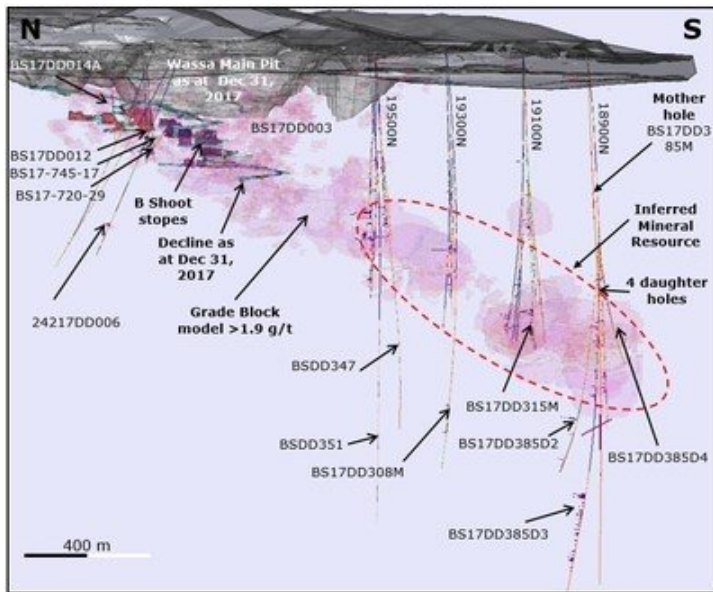 N
S
BS17DD014A
Wassa Main Pit
as at Dec 31,
2017
BS17DD003
19500N
19300N
19100N
18900N
Mother
hole
BS17DD3
85M
BS17DD012
BS17-745-17
BS17-720-29
B Shoot
stopes
Decline as
at Dec 31,
2017
Inferred
Mineral
Resource
24217DD006
Grade Block
model >1.9 g/t
4 daughter
holes
BSDD347
BS17DD315M
BSDD351
BS17DD308M
BS17DD385D2
BS17DD385D4
BS17DD385D3
400 m